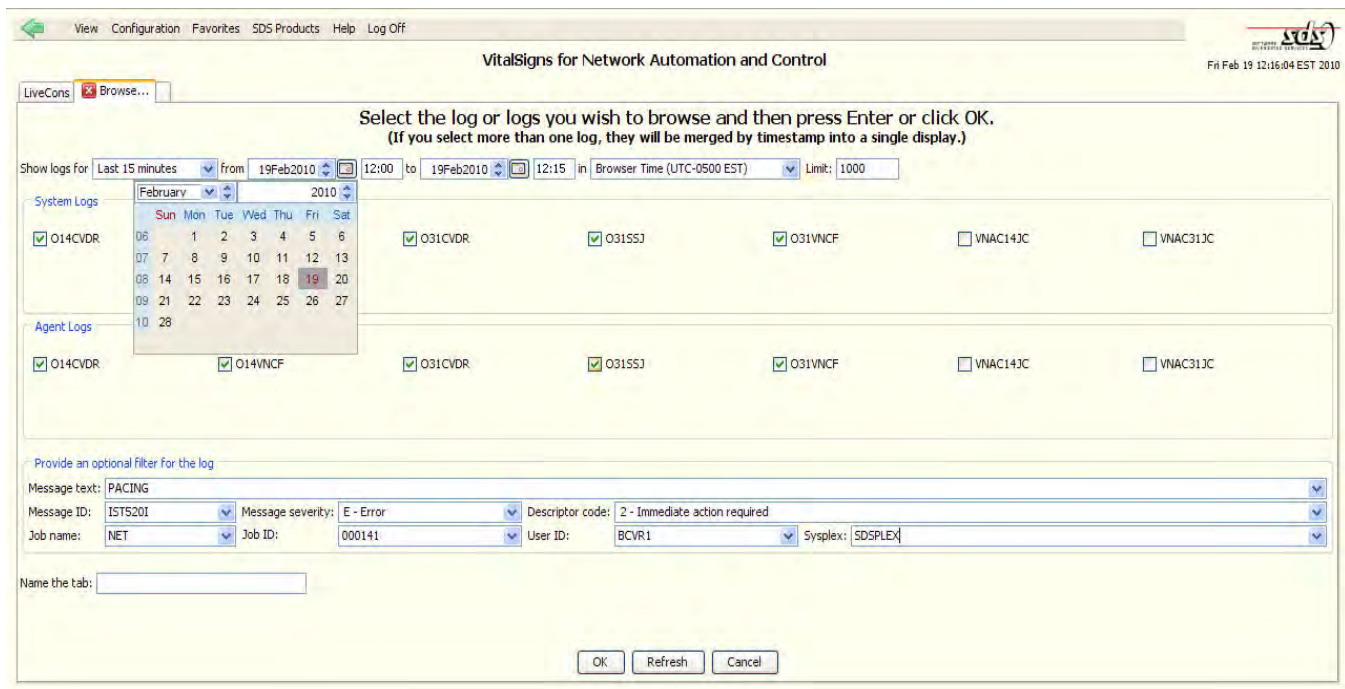 View Configuration Favorites SDS Products Help Log Off
sds
VitalSigns for Network Automation and Control
Fri Feb 19 12:16:04 EST 2010
LiveCons Browse...
Select the log or logs you wish to browse and then press Enter or click OK.
(If you select more than one log, they will be merged by timestamp into a single display.)
Show logs for Last 15 minutes from 19Feb2010 12:00 to 19Feb2010 12:15 in Browser Time (UTC-0500 EST) Limit: 1000
February 2010
System Logs
Sun Mon Tue Wed Thu Fri Sat
O14CVDR O31CVDR O31SSJ O31VNCF VNAC14JC VNAC31JC
06 1 2 3 4 5 6
07 7 8 9 10 11 12 13
08 14 15 16 17 18 19 20
09 21 22 23 24 25 26 27
10 28
Agent Logs
O14CVDR O14VNCF O31CVDR O31SSJ O31VNCF VNAC14JC VNAC31JC
Provide an optional filter for the log
Message text: PACING
Message ID: IST520I Message severity: E - Error Descriptor code: 2 - Immediate action required
Job name: NET Job ID: 000141 User ID: BCVR1 Sysplex: SDSPLEX
Name the tab:
OK Refresh Cancel